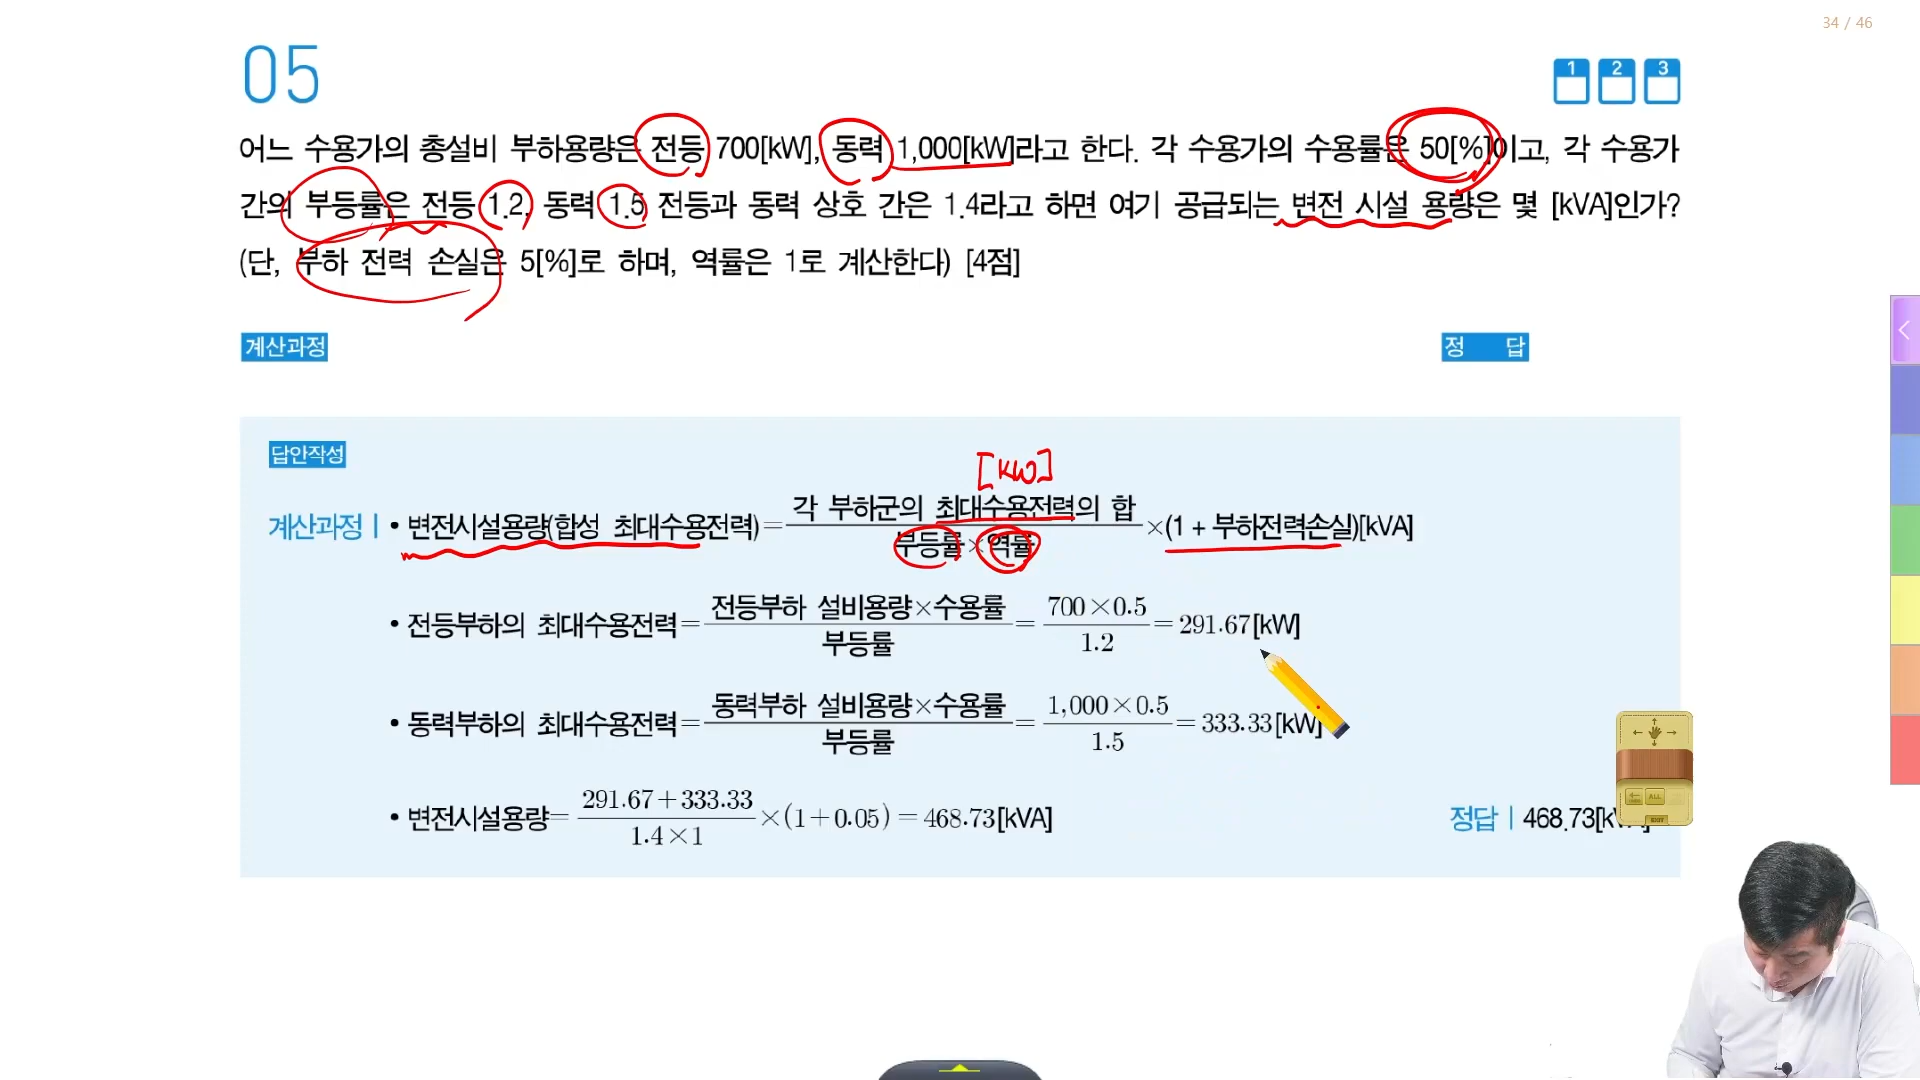 34 / 46
05
1 2 3
어느 수용가의 총설비 부하용량은 전등 700[kW], 동력 1,000[kW]라고 한다. 각 수용가의 수용률은 50[%]이고, 각 수용가
간의 부등률은 전등 1.2, 동력 1.5, 전등과 동력 상호 간은 1.4라고 하면 여기 공급되는 변전 시설 용량은 몇 [kVA]인가?
(단, 부하 전력 손실은 5[%]로 하며, 역률은 1로 계산한다) [4점]
계산과정
정 답
답안작성
[kW]
계산과정 | • 변전시설용량(합성 최대수용전력)= 각 부하군의 최대수용전력의 합 / 부등률×역률 ×(1 + 부하전력손실)[kVA]
• 전등부하의 최대수용전력= 전등부하 설비용량×수용률 / 부등률 = 700×0.5 / 1.2 = 291.67[kW]
• 동력부하의 최대수용전력= 동력부하 설비용량×수용률 / 부등률 = 1,000×0.5 / 1.5 = 333.33[kW]
• 변전시설용량= 291.67+333.33 / 1.4×1 ×(1+0.05) = 468.73[kVA]
정답 | 468.73[kVA]
ALL
EXIT